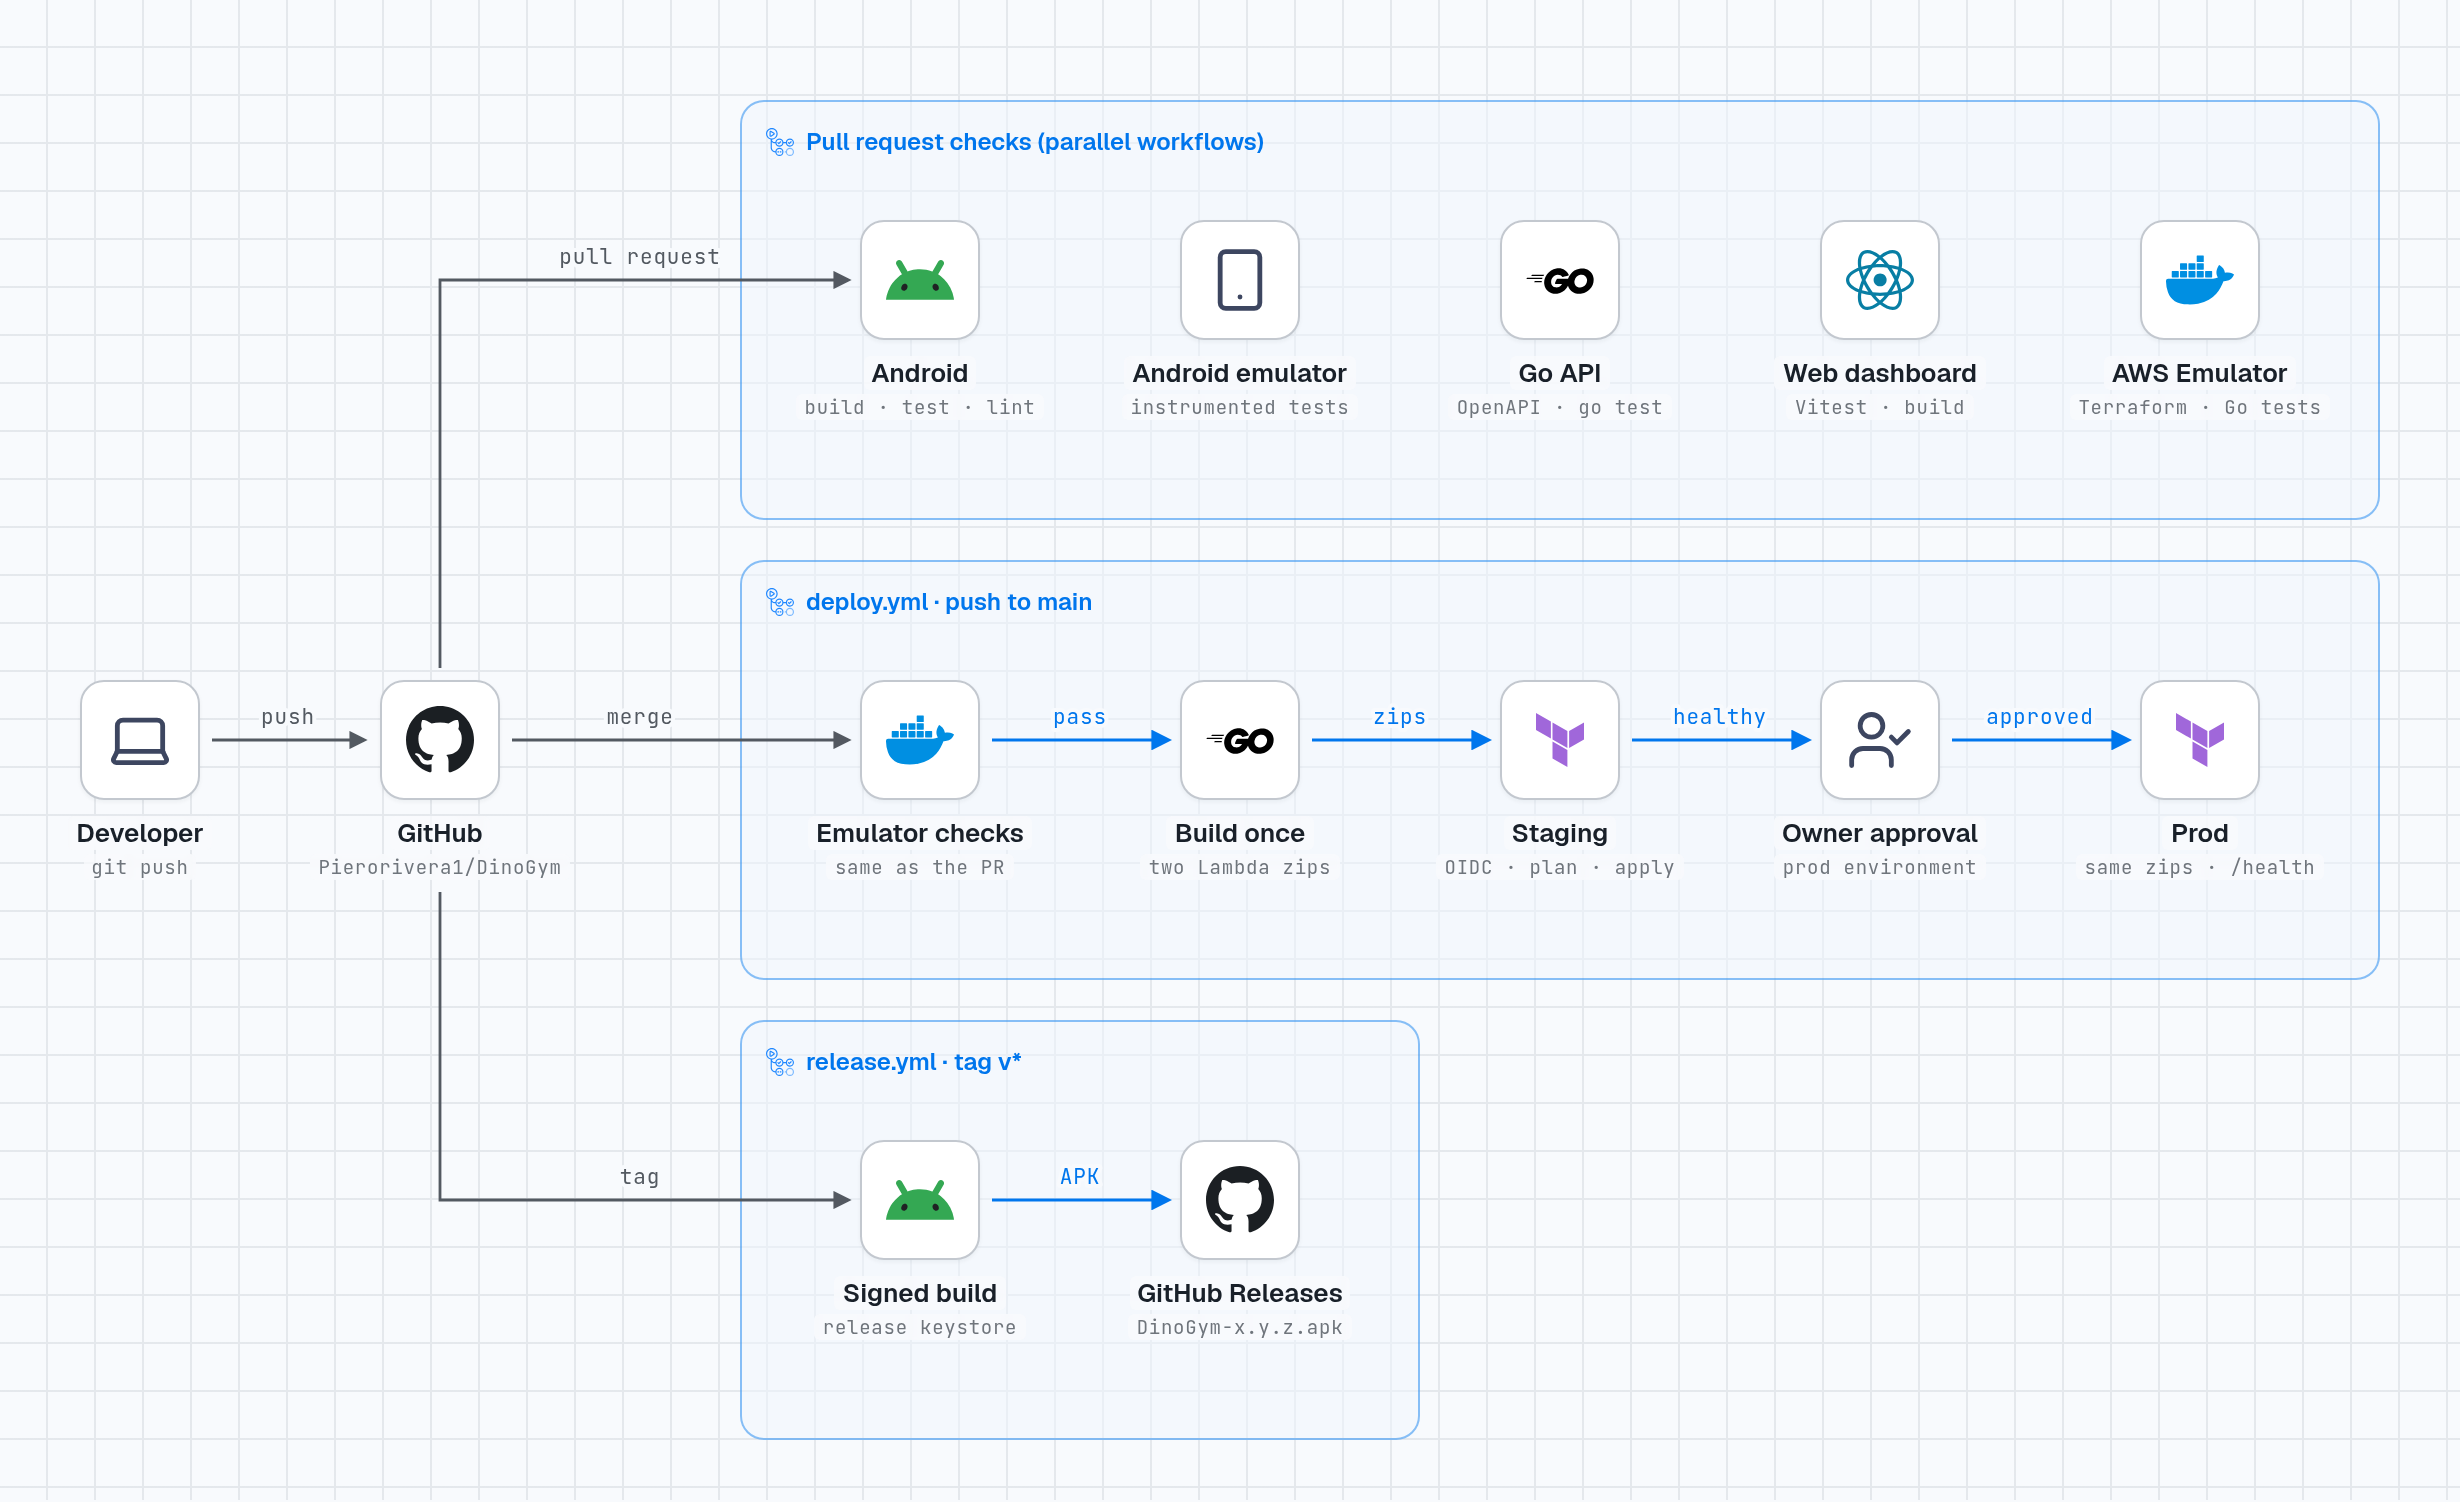 Pull request checks (parallel workflows)
pull request
Android
build · test · lint
Android emulator
instrumented tests
GO
Go API
OpenAPI · go test
Web dashboard
Vitest · build
AWS Emulator
Terraform · Go tests
deploy.yml · push to main
Developer
git push
push
GitHub
Pierorivera1/DinoGym
merge
Emulator checks
same as the PR
pass
GO
Build once
two Lambda zips
zips
Staging
OIDC · plan · apply
healthy
Owner approval
prod environment
approved
Prod
same zips · /health
release.yml · tag v*
tag
Signed build
release keystore
APK
GitHub Releases
DinoGym-x.y.z.apk